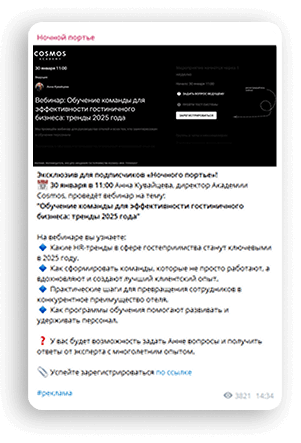 Ночной портье
COSMOS
ACADEMY
30 января 11:00
Анна Кувайцева
Вебинар: Обучение команды для
эффективности гостиничного
бизнеса: тренды 2025 года
ЗАДАТЬ ВОПРОС ВЕДУЩЕМУ
ЗАРЕГИСТРИРОВАТЬСЯ
Эксклюзив для подписчиков «Ночного портье»!
📅 30 января в 11:00 Анна Кувайцева, директор Академии
Cosmos, проведёт вебинар на тему:
"Обучение команды для эффективности гостиничного
бизнеса: тренды 2025 года"
На вебинаре вы узнаете:
🔷 Какие HR-тренды в сфере гостеприимства станут ключевыми
в 2025 году.
🔷 Как сформировать команды, которые не просто работают, а
вдохновляют и создают лучший клиентский опыт.
🔷 Практические шаги для превращения сотрудников в
конкурентное преимущество отеля.
🔷 Как программы обучения помогают развивать и
удерживать персонал.
❓ У вас будет возможность задать Анне вопросы и получить
ответы от эксперта с многолетним опытом.
📎 Успейте зарегистрироваться по ссылке
#реклама
3821 14:34